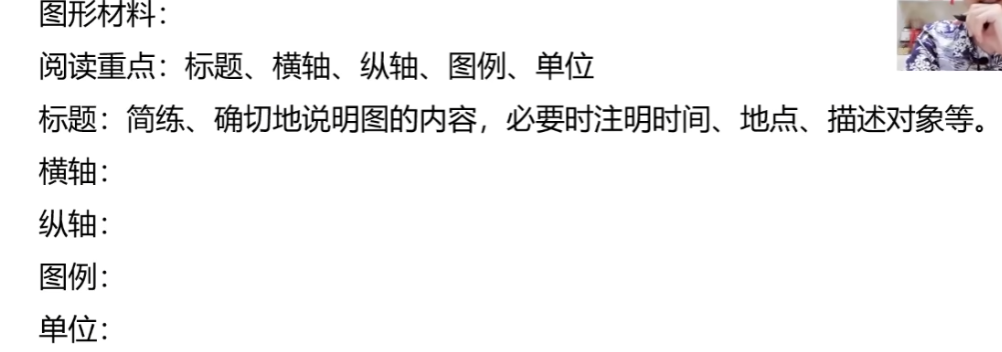 图形材料：
阅读重点：标题、横轴、纵轴、图例、单位
标题：简练、确切地说明图的内容，必要时注明时间、地点、描述对象等。
横轴：
纵轴：
图例：
单位：